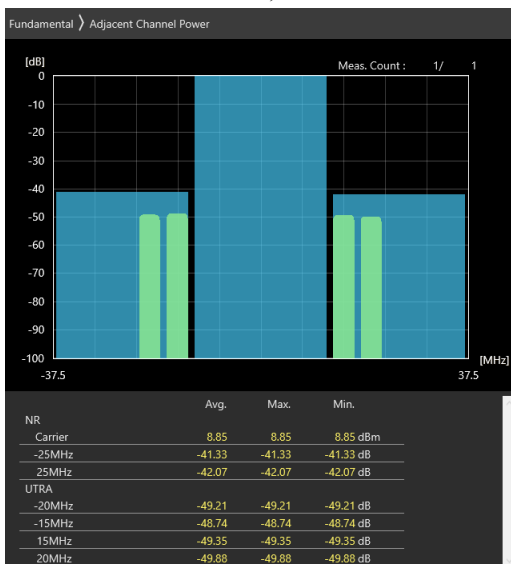 Fundamental 〉 Adjacent Channel Power
[dB]
Meas. Count : 1/ 1
0
-10
-20
-30
-40
-50
-60
-70
-80
-90
-100
[MHz]
-37.5 37.5
Avg. Max. Min.
NR
Carrier 8.85 8.85 8.85 dBm
-25MHz -41.33 -41.33 -41.33 dB
25MHz -42.07 -42.07 -42.07 dB
UTRA
-20MHz -49.21 -49.21 -49.21 dB
-15MHz -48.74 -48.74 -48.74 dB
15MHz -49.35 -49.35 -49.35 dB
20MHz -49.88 -49.88 -49.88 dB